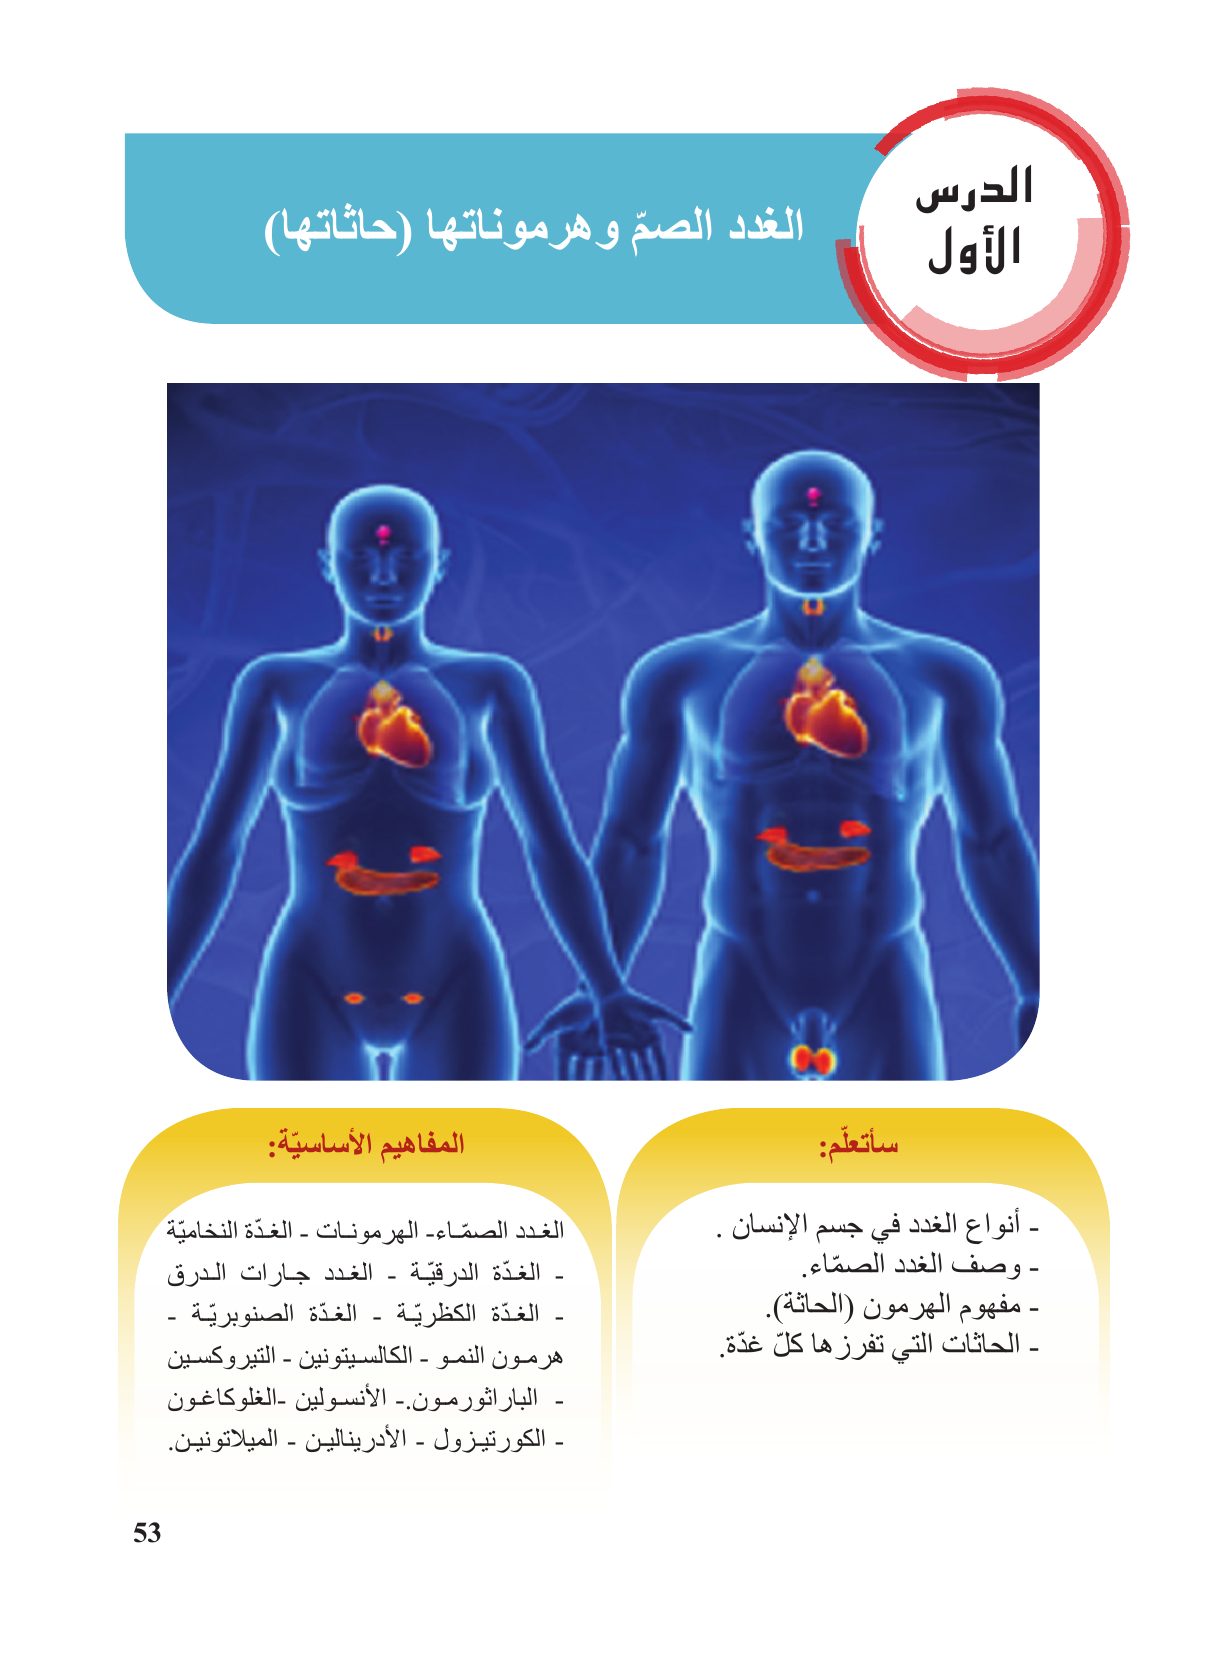 الدرس
الأول
الغدد الصمّ وهرموناتها (حاثاتها)
سأتعلّم:
- أنواع الغدد في جسم الإنسان .
- وصف الغدد الصمّاء.
- مفهوم الهرمون (الحاثة).
- الحاثات التي تفرزها كلّ غدّة.
المفاهيم الأساسيّة:
الغدد الصمّاء- الهرمونات - الغدّة النخاميّة
- الغدّة الدرقيّة - الغدد جارات الدرق
- الغدّة الكظريّة - الغدّة الصنوبريّة -
هرمون النمو - الكالسيتونين - التيروكسين
- الباراثورمون.- الأنسولين -الغلوكاغون
- الكورتيزول - الأدرينالين - الميلاتونين.
53